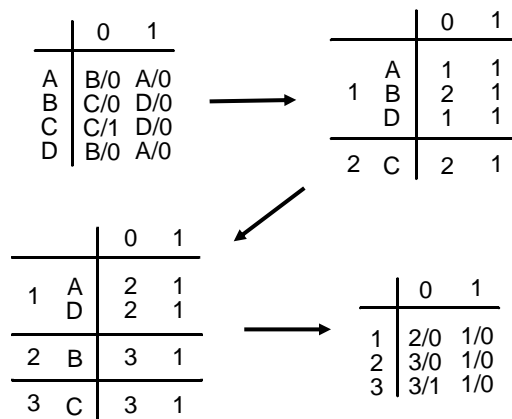 0 1
A B/0 A/0
B C/0 D/0
C C/1 D/0
D B/0 A/0
0 1
A 1 1
1 B 2 1
D 1 1
2 C 2 1
0 1
1 A 2 1
D 2 1
2 B 3 1
3 C 3 1
0 1
1 2/0 1/0
2 3/0 1/0
3 3/1 1/0